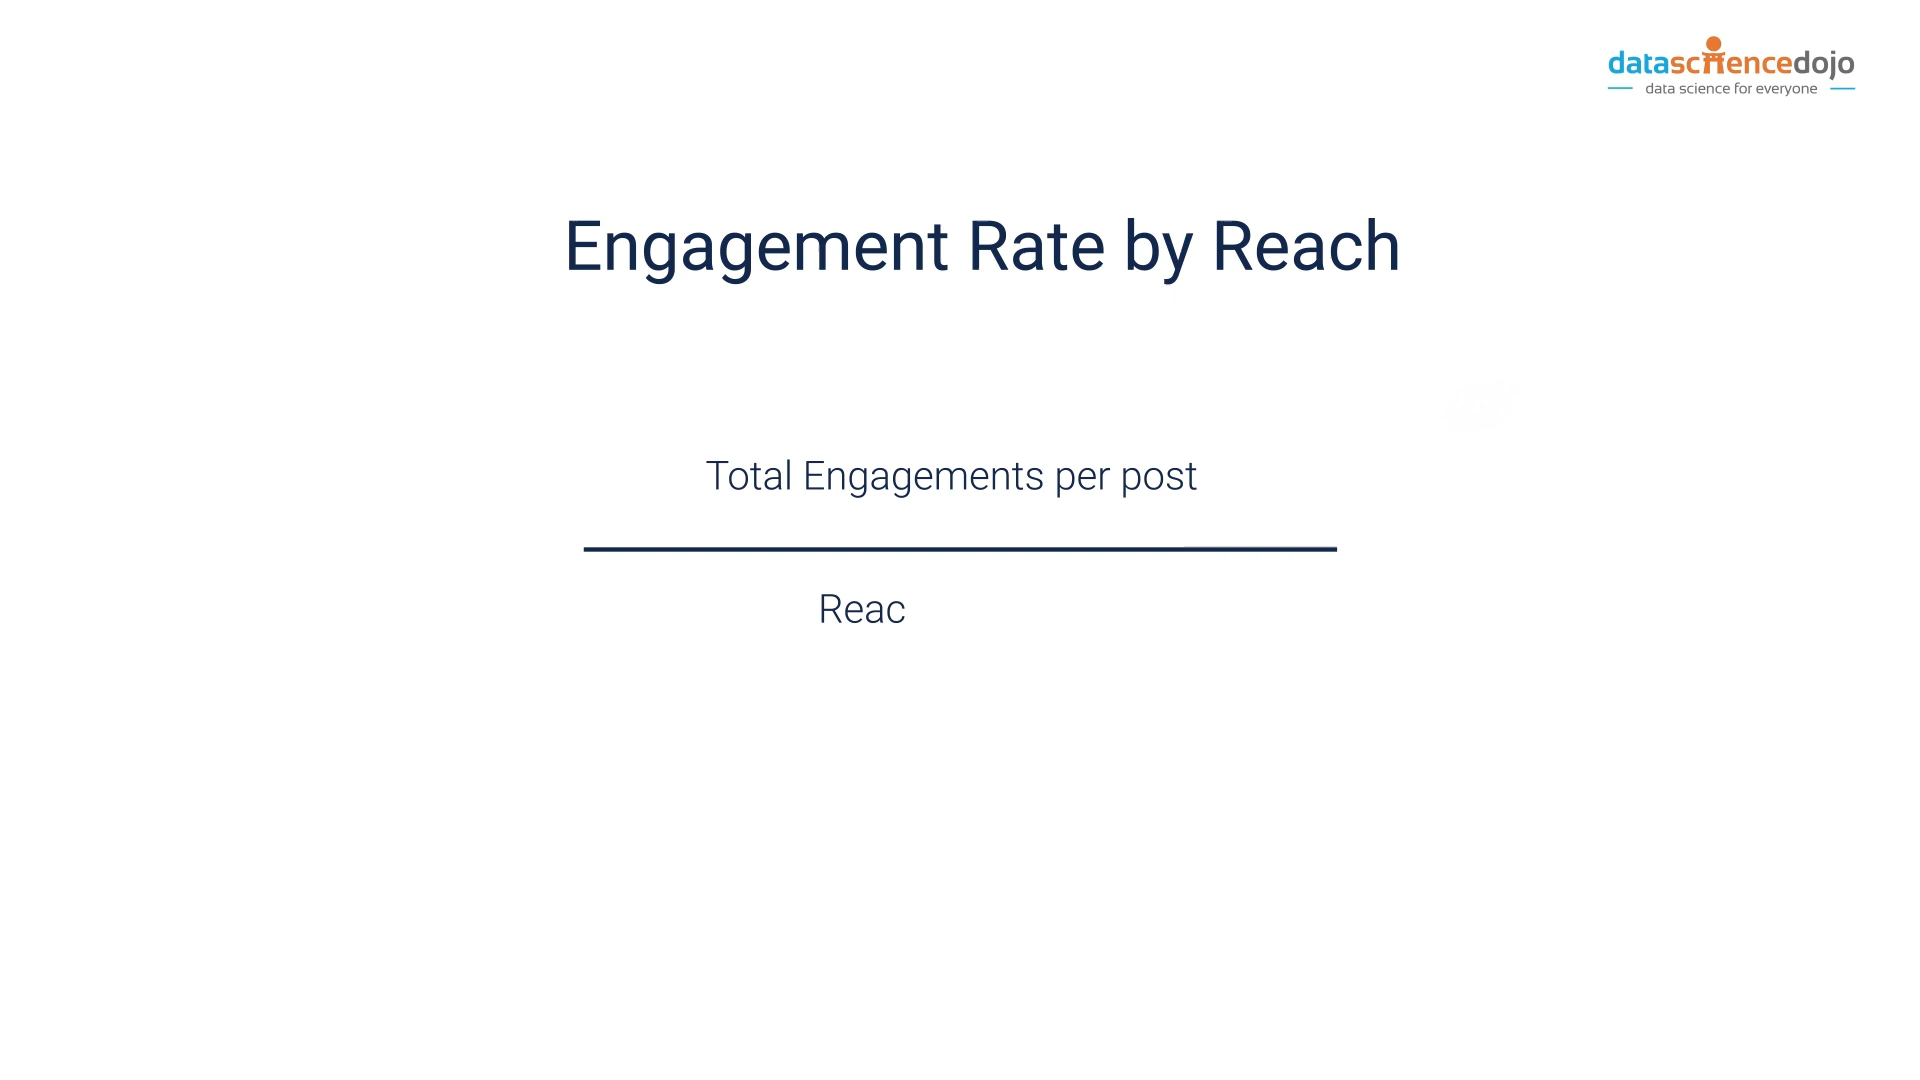 datasciencedojo
data science for everyone
Engagement Rate by Reach
Total Engagements per post
Reac